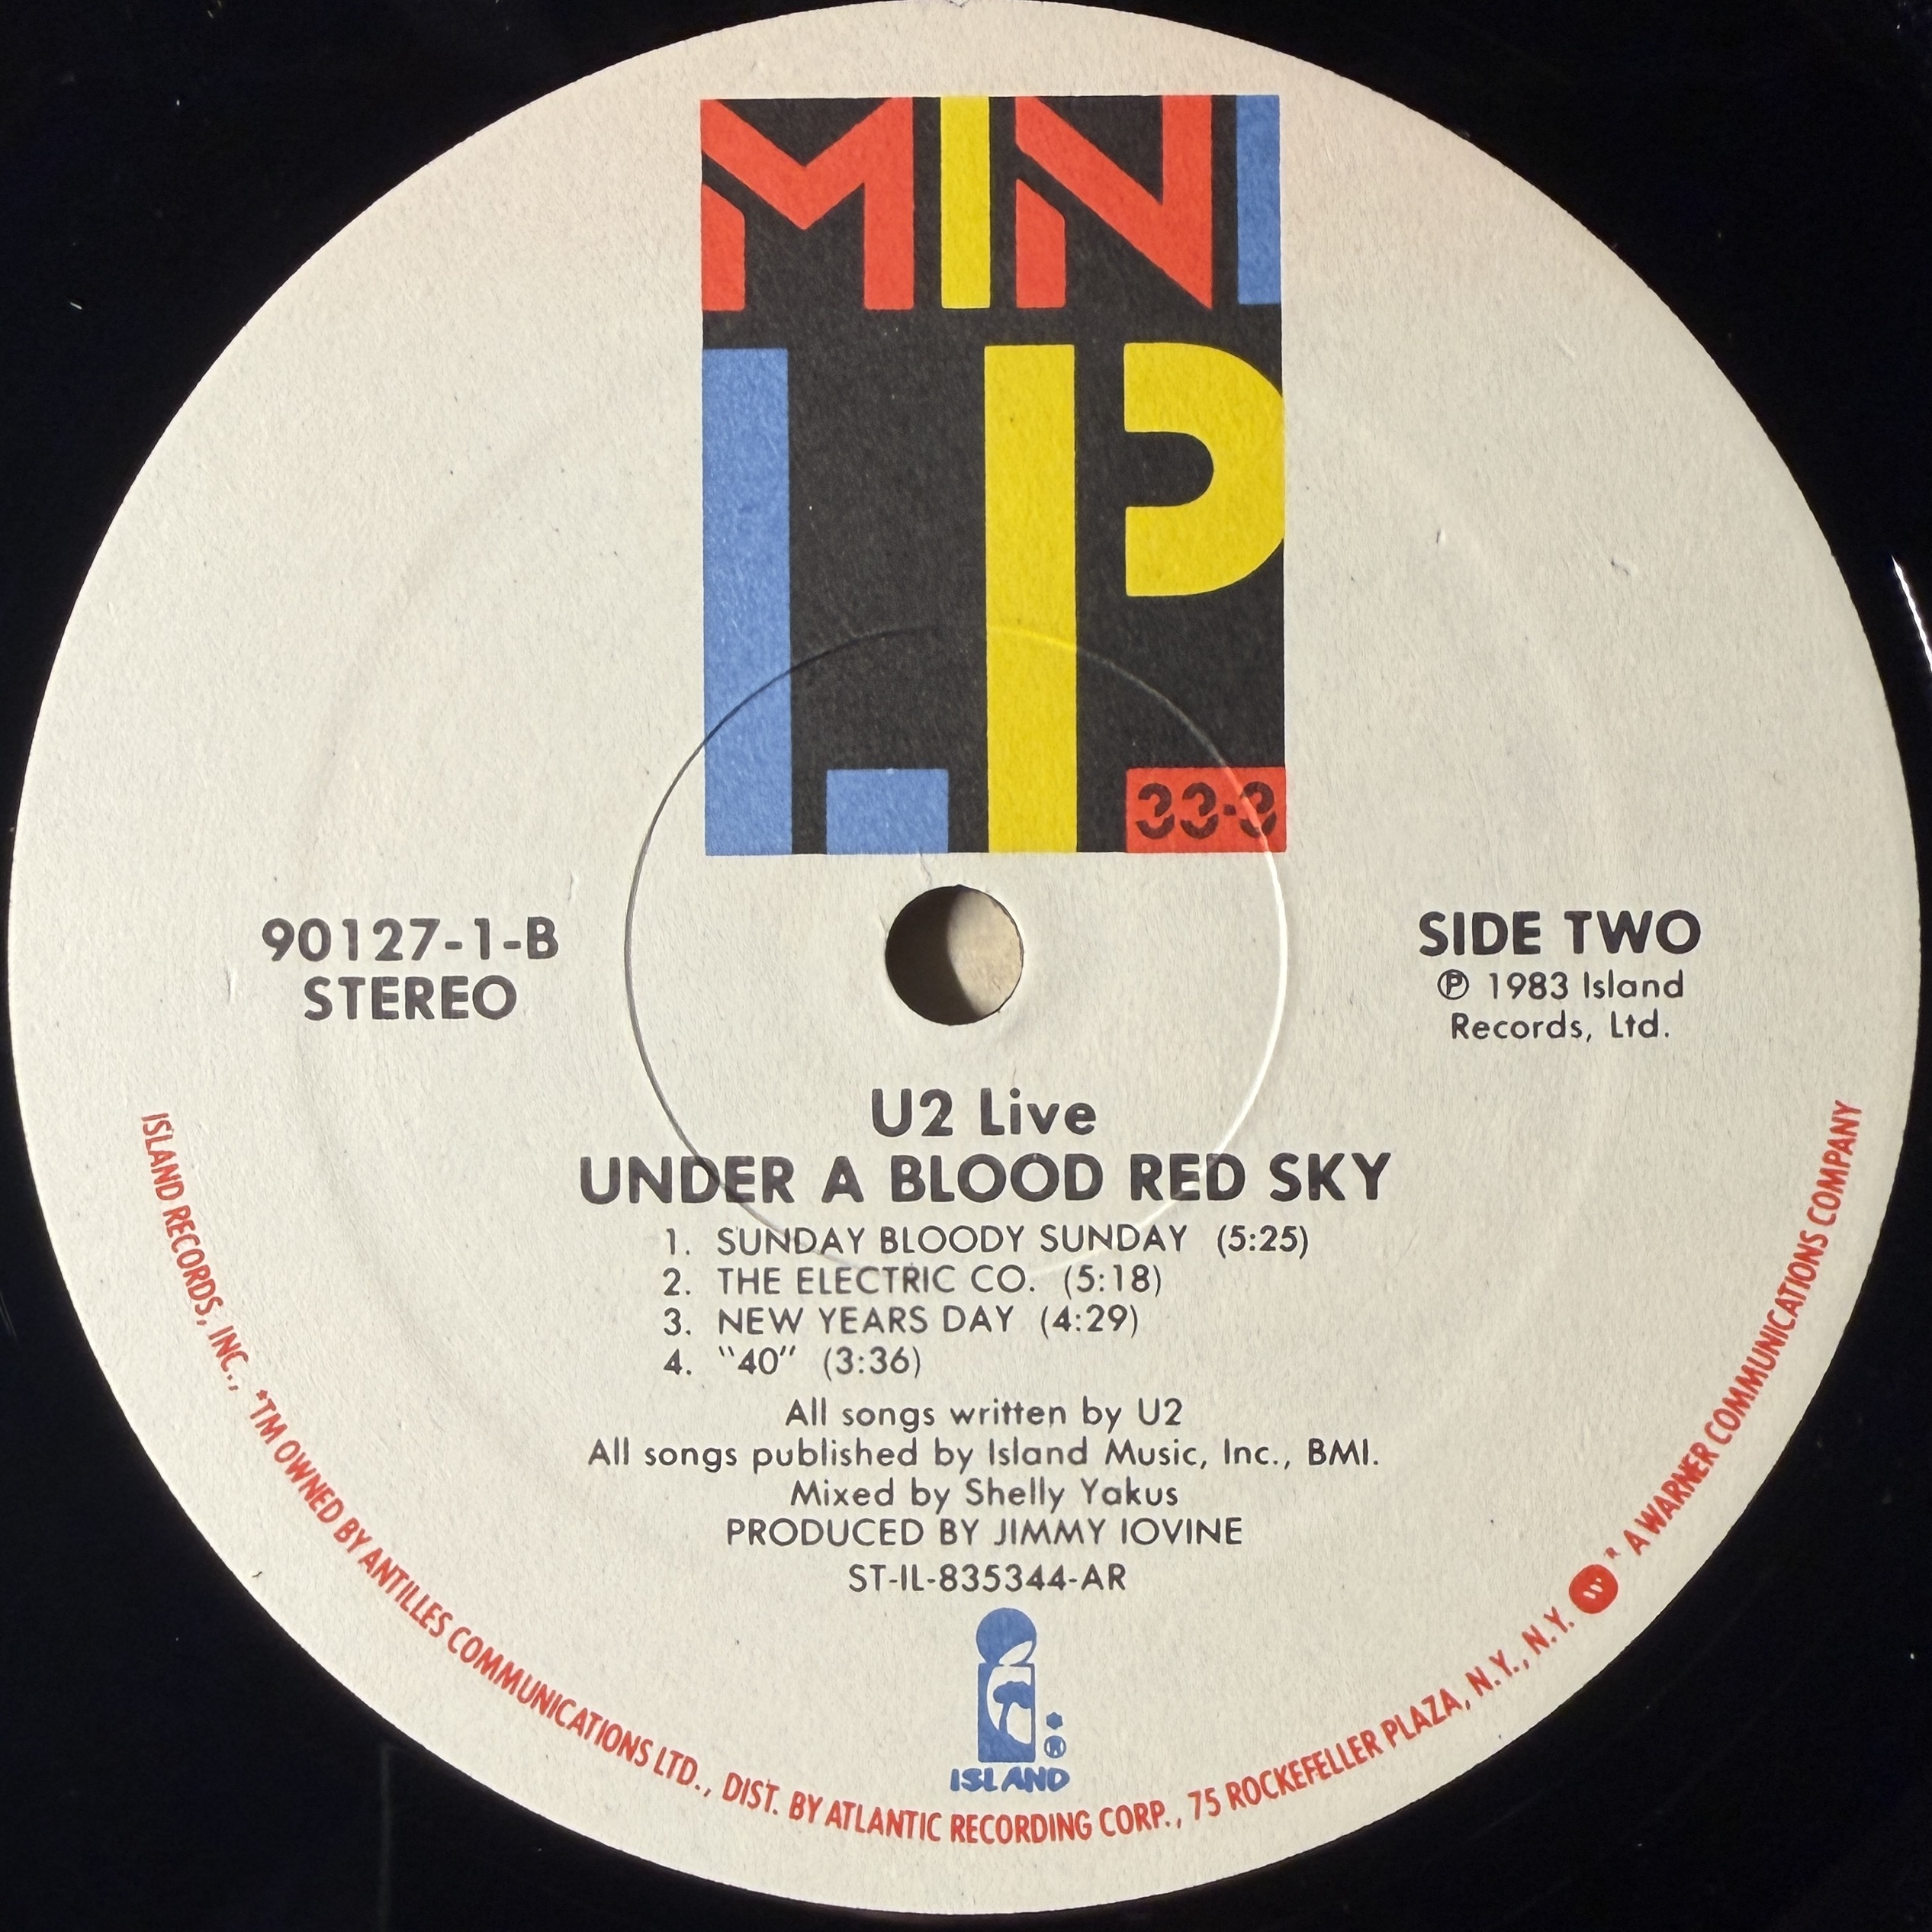 MINI
LP
33⋅3
90127-1-B
STEREO
SIDE TWO
℗ 1983 Island
Records, Ltd.
U2 Live
UNDER A BLOOD RED SKY
1. SUNDAY BLOODY SUNDAY (5:25)
2. THE ELECTRIC CO. (5:18)
3. NEW YEARS DAY (4:29)
4. "40" (3:36)
All songs written by U2
All songs published by Island Music, Inc., BMI.
Mixed by Shelly Yakus
PRODUCED BY JIMMY IOVINE
ST-IL-835344-AR
* ®
ISLAND
ISLAND RECORDS, INC., *TM OWNED BY ANTILLES COMMUNICATIONS LTD., DIST. BY ATLANTIC RECORDING CORP., 75 ROCKEFELLER PLAZA, N.Y., N.Y. ® A WARNER COMMUNICATIONS COMPANY